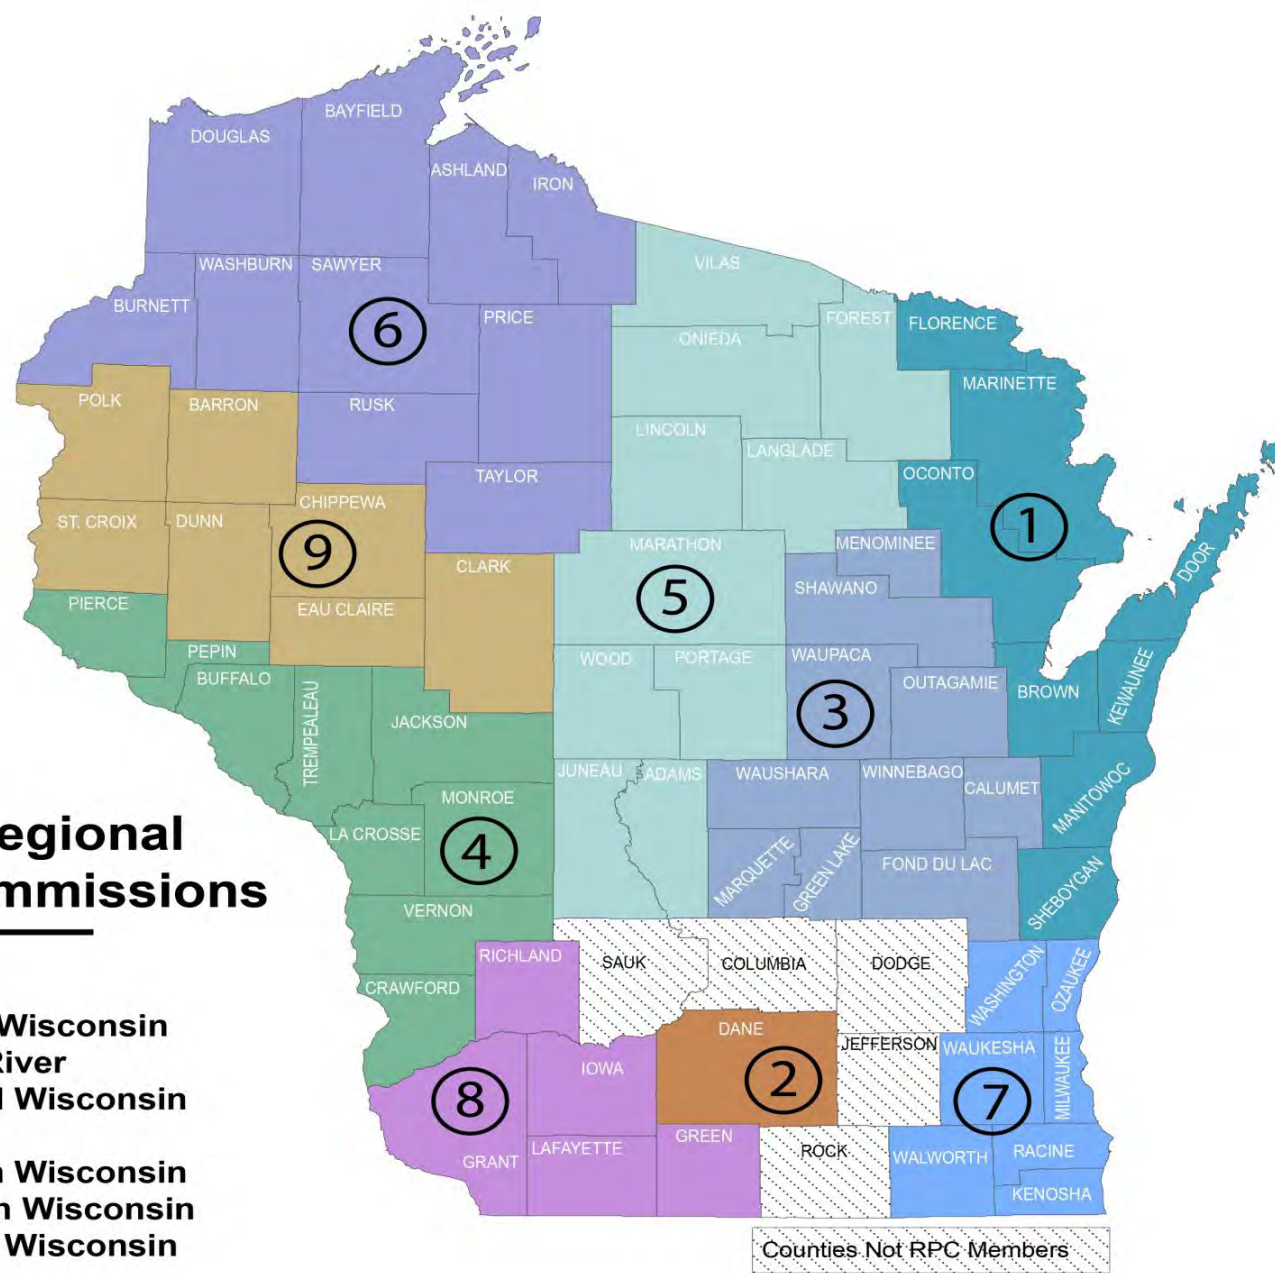 BAYFIELD
DOUGLAS
ASHLAND
IRON
WASHBURN
SAWYER
VILAS
BURNETT
6
PRICE
FOREST
FLORENCE
ONIEDA
MARINETTE
POLK
BARRON
RUSK
LINCOLN
LANGLADE
OCONTO
TAYLOR
ST. CROIX
DUNN
CHIPPEWA
1
9
CLARK
MARATHON
MENOMINEE
DOOR
SHAWANO
5
PIERCE
EAU CLAIRE
PEPIN
WOOD
PORTAGE
WAUPACA
BUFFALO
OUTAGAMIE
BROWN
KEWAUNEE
TREMPEALEAU
JACKSON
3
JUNEAU
ADAMS
WAUSHARA
WINNEBAGO
CALUMET
MANITOWOC
MONROE
LA CROSSE
4
MARQUETTE
GREEN LAKE
FOND DU LAC
SHEBOYGAN
VERNON
RICHLAND
SAUK
COLUMBIA
DODGE
WASHINGTON
OZAUKEE
CRAWFORD
DANE
JEFFERSON
WAUKESHA
MILWAUKEE
IOWA
2
8
7
GRANT
LAFAYETTE
GREEN
ROCK
WALWORTH
RACINE
KENOSHA
egional
mmissions
Wisconsin
River
l Wisconsin
n Wisconsin
n Wisconsin
Wisconsin
Counties Not RPC Members